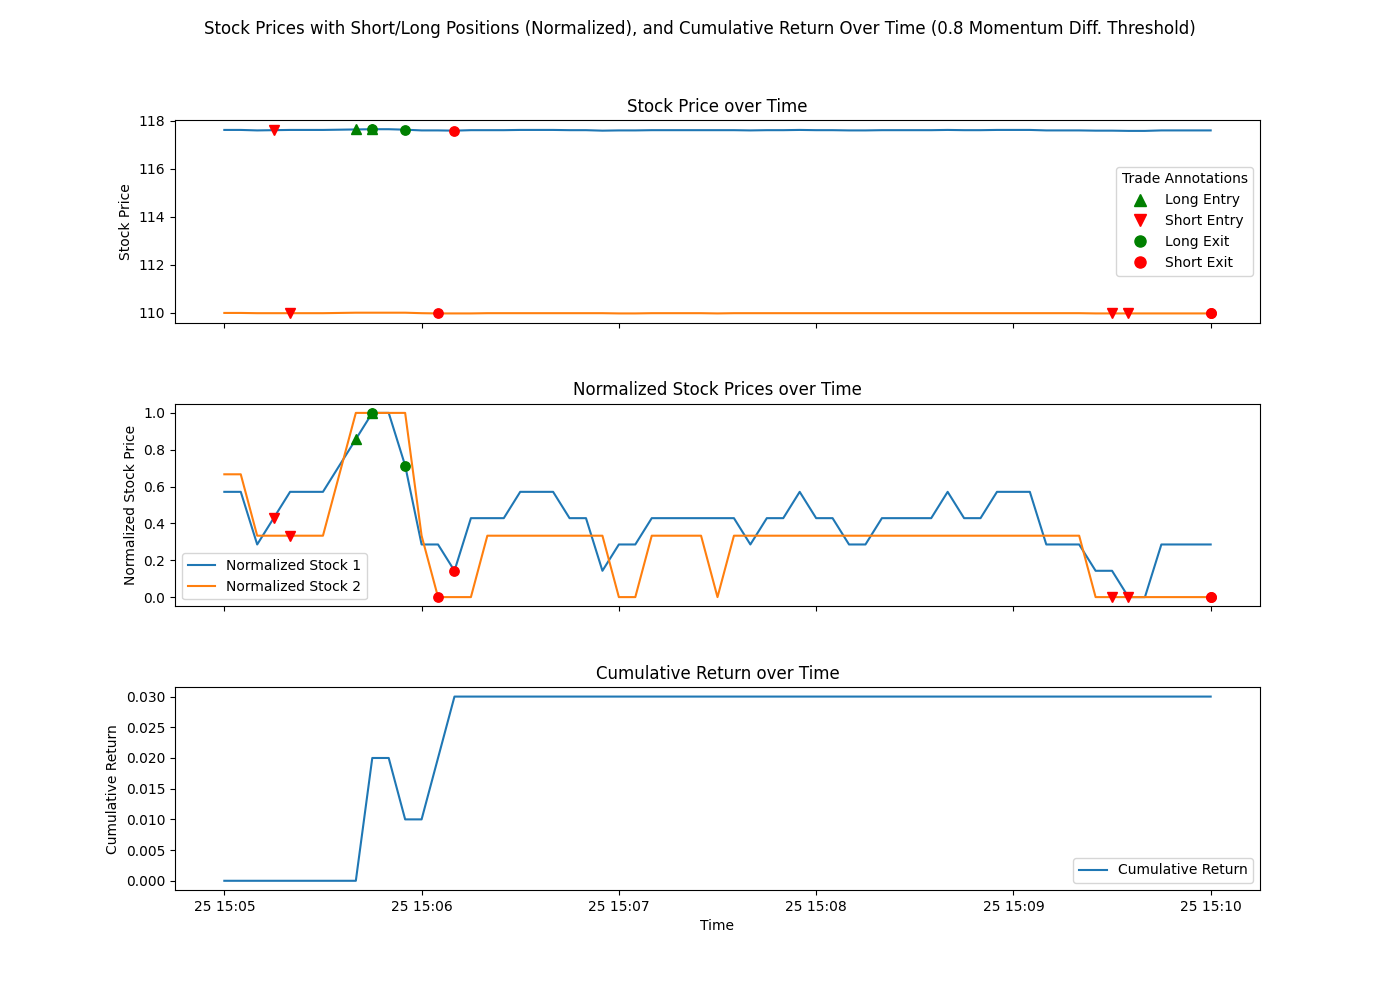 Stock Prices with Short/Long Positions (Normalized), and Cumulative Return Over Time (0.8 Momentum Diff. Threshold)
Stock Price over Time
Stock Price
118
116
114
112
110
Trade Annotations
Long Entry
Short Entry
Long Exit
Short Exit
Normalized Stock Prices over Time
Normalized Stock Price
1.0
0.8
0.6
0.4
0.2
0.0
Normalized Stock 1
Normalized Stock 2
Cumulative Return over Time
Cumulative Return
0.030
0.025
0.020
0.015
0.010
0.005
0.000
Cumulative Return
25 15:05 25 15:06 25 15:07 25 15:08 25 15:09 25 15:10
Time